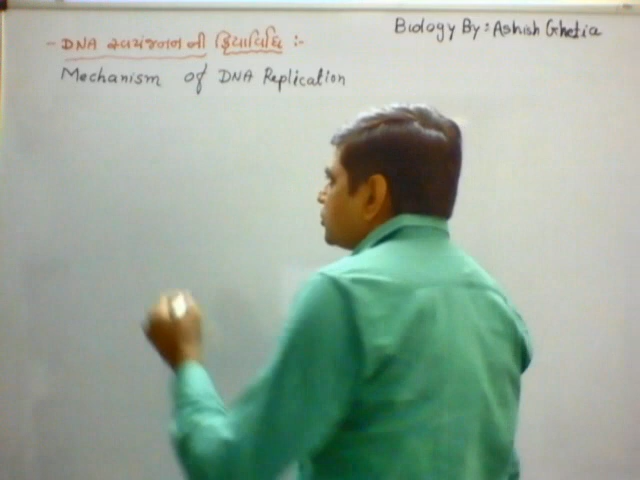 Biology By: Ashish Ghetia
- DNA સ્વયંજનન ની ક્રિયાવિધિ :-
Mechanism of DNA Replication